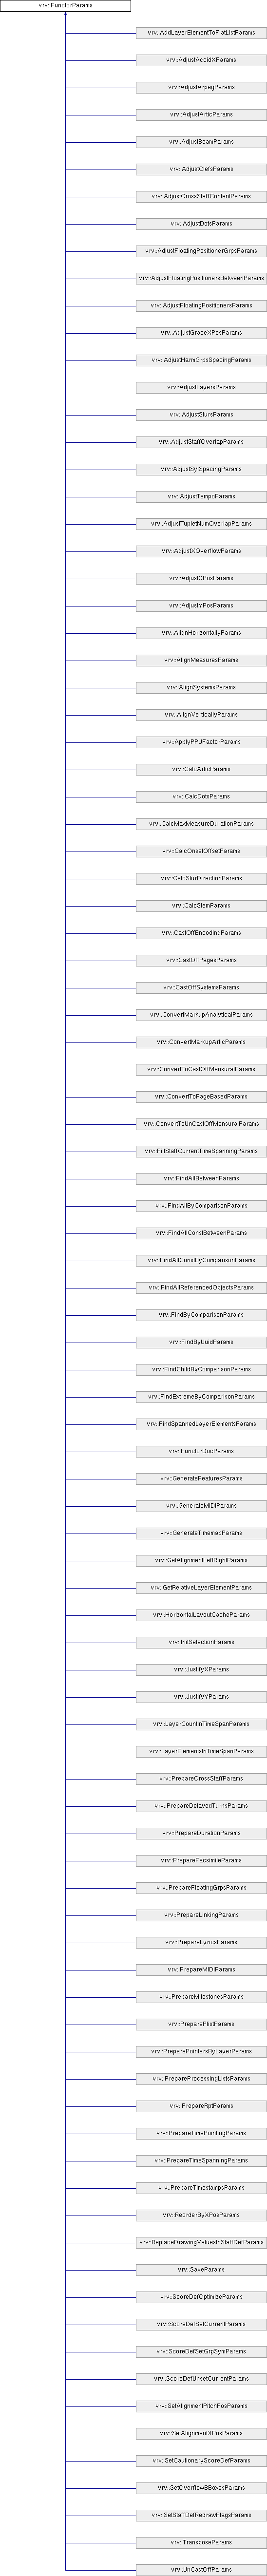 vrv::FunctorParams
vrv::AddLayerElementToFlatListParams
vrv::AdjustAccidXParams
vrv::AdjustArpegParams
vrv::AdjustArticParams
vrv::AdjustBeamParams
vrv::AdjustClefsParams
vrv::AdjustCrossStaffContentParams
vrv::AdjustDotsParams
vrv::AdjustFloatingPositionerGrpsParams
vrv::AdjustFloatingPositionersBetweenParams
vrv::AdjustFloatingPositionersParams
vrv::AdjustGraceXPosParams
vrv::AdjustHarmGrpsSpacingParams
vrv::AdjustLayersParams
vrv::AdjustSlursParams
vrv::AdjustStaffOverlapParams
vrv::AdjustSylSpacingParams
vrv::AdjustTempoParams
vrv::AdjustTupletNumOverlapParams
vrv::AdjustXOverflowParams
vrv::AdjustXPosParams
vrv::AdjustYPosParams
vrv::AlignHorizontallyParams
vrv::AlignMeasuresParams
vrv::AlignSystemsParams
vrv::AlignVerticallyParams
vrv::ApplyPPUFactorParams
vrv::CalcArticParams
vrv::CalcDotsParams
vrv::CalcMaxMeasureDurationParams
vrv::CalcOnsetOffsetParams
vrv::CalcSlurDirectionParams
vrv::CalcStemParams
vrv::CastOffEncodingParams
vrv::CastOffPagesParams
vrv::CastOffSystemsParams
vrv::ConvertMarkupAnalyticalParams
vrv::ConvertMarkupArticParams
vrv::ConvertToCastOffMensuralParams
vrv::ConvertToPageBasedParams
vrv::ConvertToUnCastOffMensuralParams
vrv::FillStaffCurrentTimeSpanningParams
vrv::FindAllBetweenParams
vrv::FindAllByComparisonParams
vrv::FindAllConstBetweenParams
vrv::FindAllConstByComparisonParams
vrv::FindAllReferencedObjectsParams
vrv::FindByComparisonParams
vrv::FindByUuidParams
vrv::FindChildByComparisonParams
vrv::FindExtremeByComparisonParams
vrv::FindSpannedLayerElementsParams
vrv::FunctorDocParams
vrv::GenerateFeaturesParams
vrv::GenerateMIDIParams
vrv::GenerateTimemapParams
vrv::GetAlignmentLeftRightParams
vrv::GetRelativeLayerElementParams
vrv::HorizontalLayoutCacheParams
vrv::InitSelectionParams
vrv::JustifyXParams
vrv::JustifyYParams
vrv::LayerCountInTimeSpanParams
vrv::LayerElementsInTimeSpanParams
vrv::PrepareCrossStaffParams
vrv::PrepareDelayedTurnsParams
vrv::PrepareDurationParams
vrv::PrepareFacsimileParams
vrv::PrepareFloatingGrpsParams
vrv::PrepareLinkingParams
vrv::PrepareLyricsParams
vrv::PrepareMIDIParams
vrv::PrepareMilestonesParams
vrv::PreparePlistParams
vrv::PreparePointersByLayerParams
vrv::PrepareProcessingListsParams
vrv::PrepareRptParams
vrv::PrepareTimePointingParams
vrv::PrepareTimeSpanningParams
vrv::PrepareTimestampsParams
vrv::ReorderByXPosParams
vrv::ReplaceDrawingValuesInStaffDefParams
vrv::SaveParams
vrv::ScoreDefOptimizeParams
vrv::ScoreDefSetCurrentParams
vrv::ScoreDefSetGrpSymParams
vrv::ScoreDefUnsetCurrentParams
vrv::SetAlignmentPitchPosParams
vrv::SetAlignmentXPosParams
vrv::SetCautionaryScoreDefParams
vrv::SetOverflowBBoxesParams
vrv::SetStaffDefRedrawFlagsParams
vrv::TransposeParams
vrv::UnCastOffParams